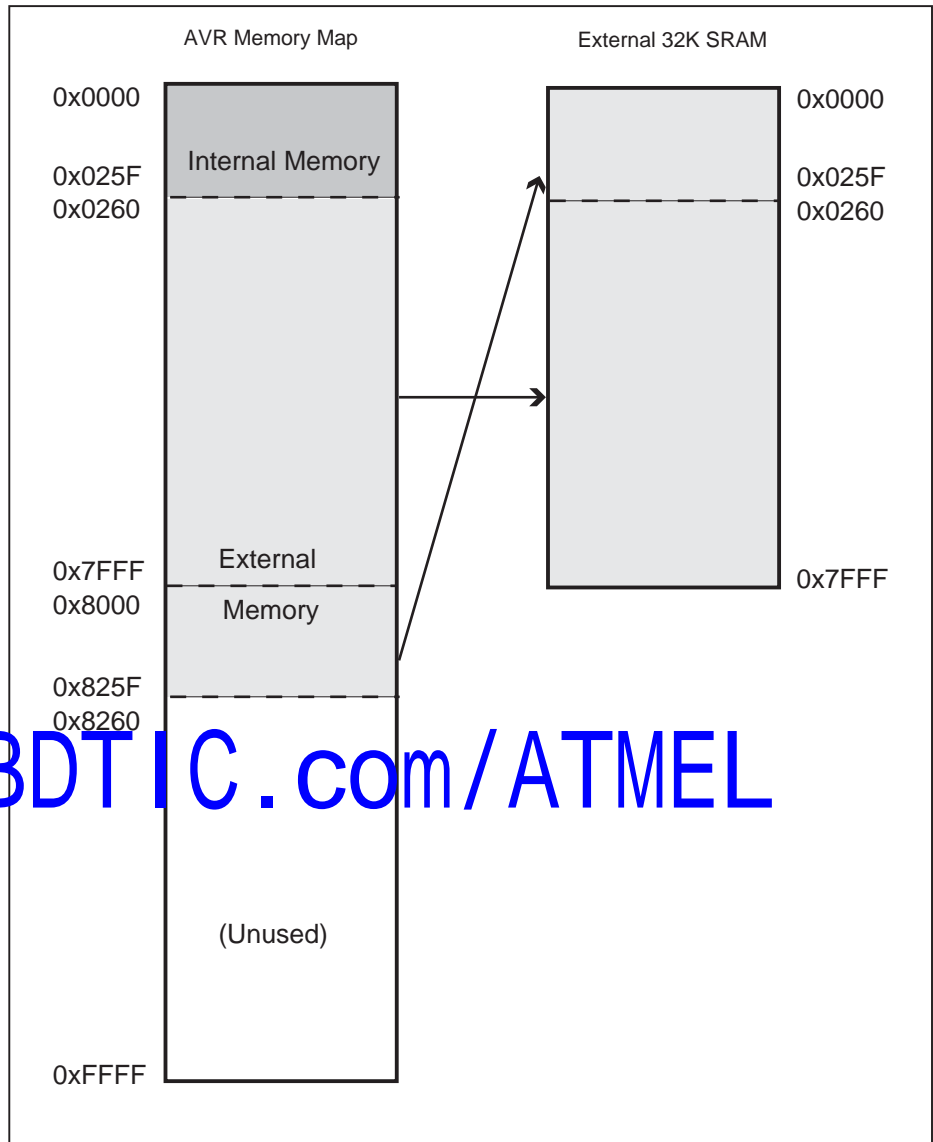 AVR Memory Map
External 32K SRAM
0x0000
Internal Memory
0x025F
0x0260
External
0x7FFF
0x8000
Memory
0x825F
0x8260
(Unused)
0xFFFF
0x0000
0x025F
0x0260
0x7FFF
BDTIC.com/ATMEL